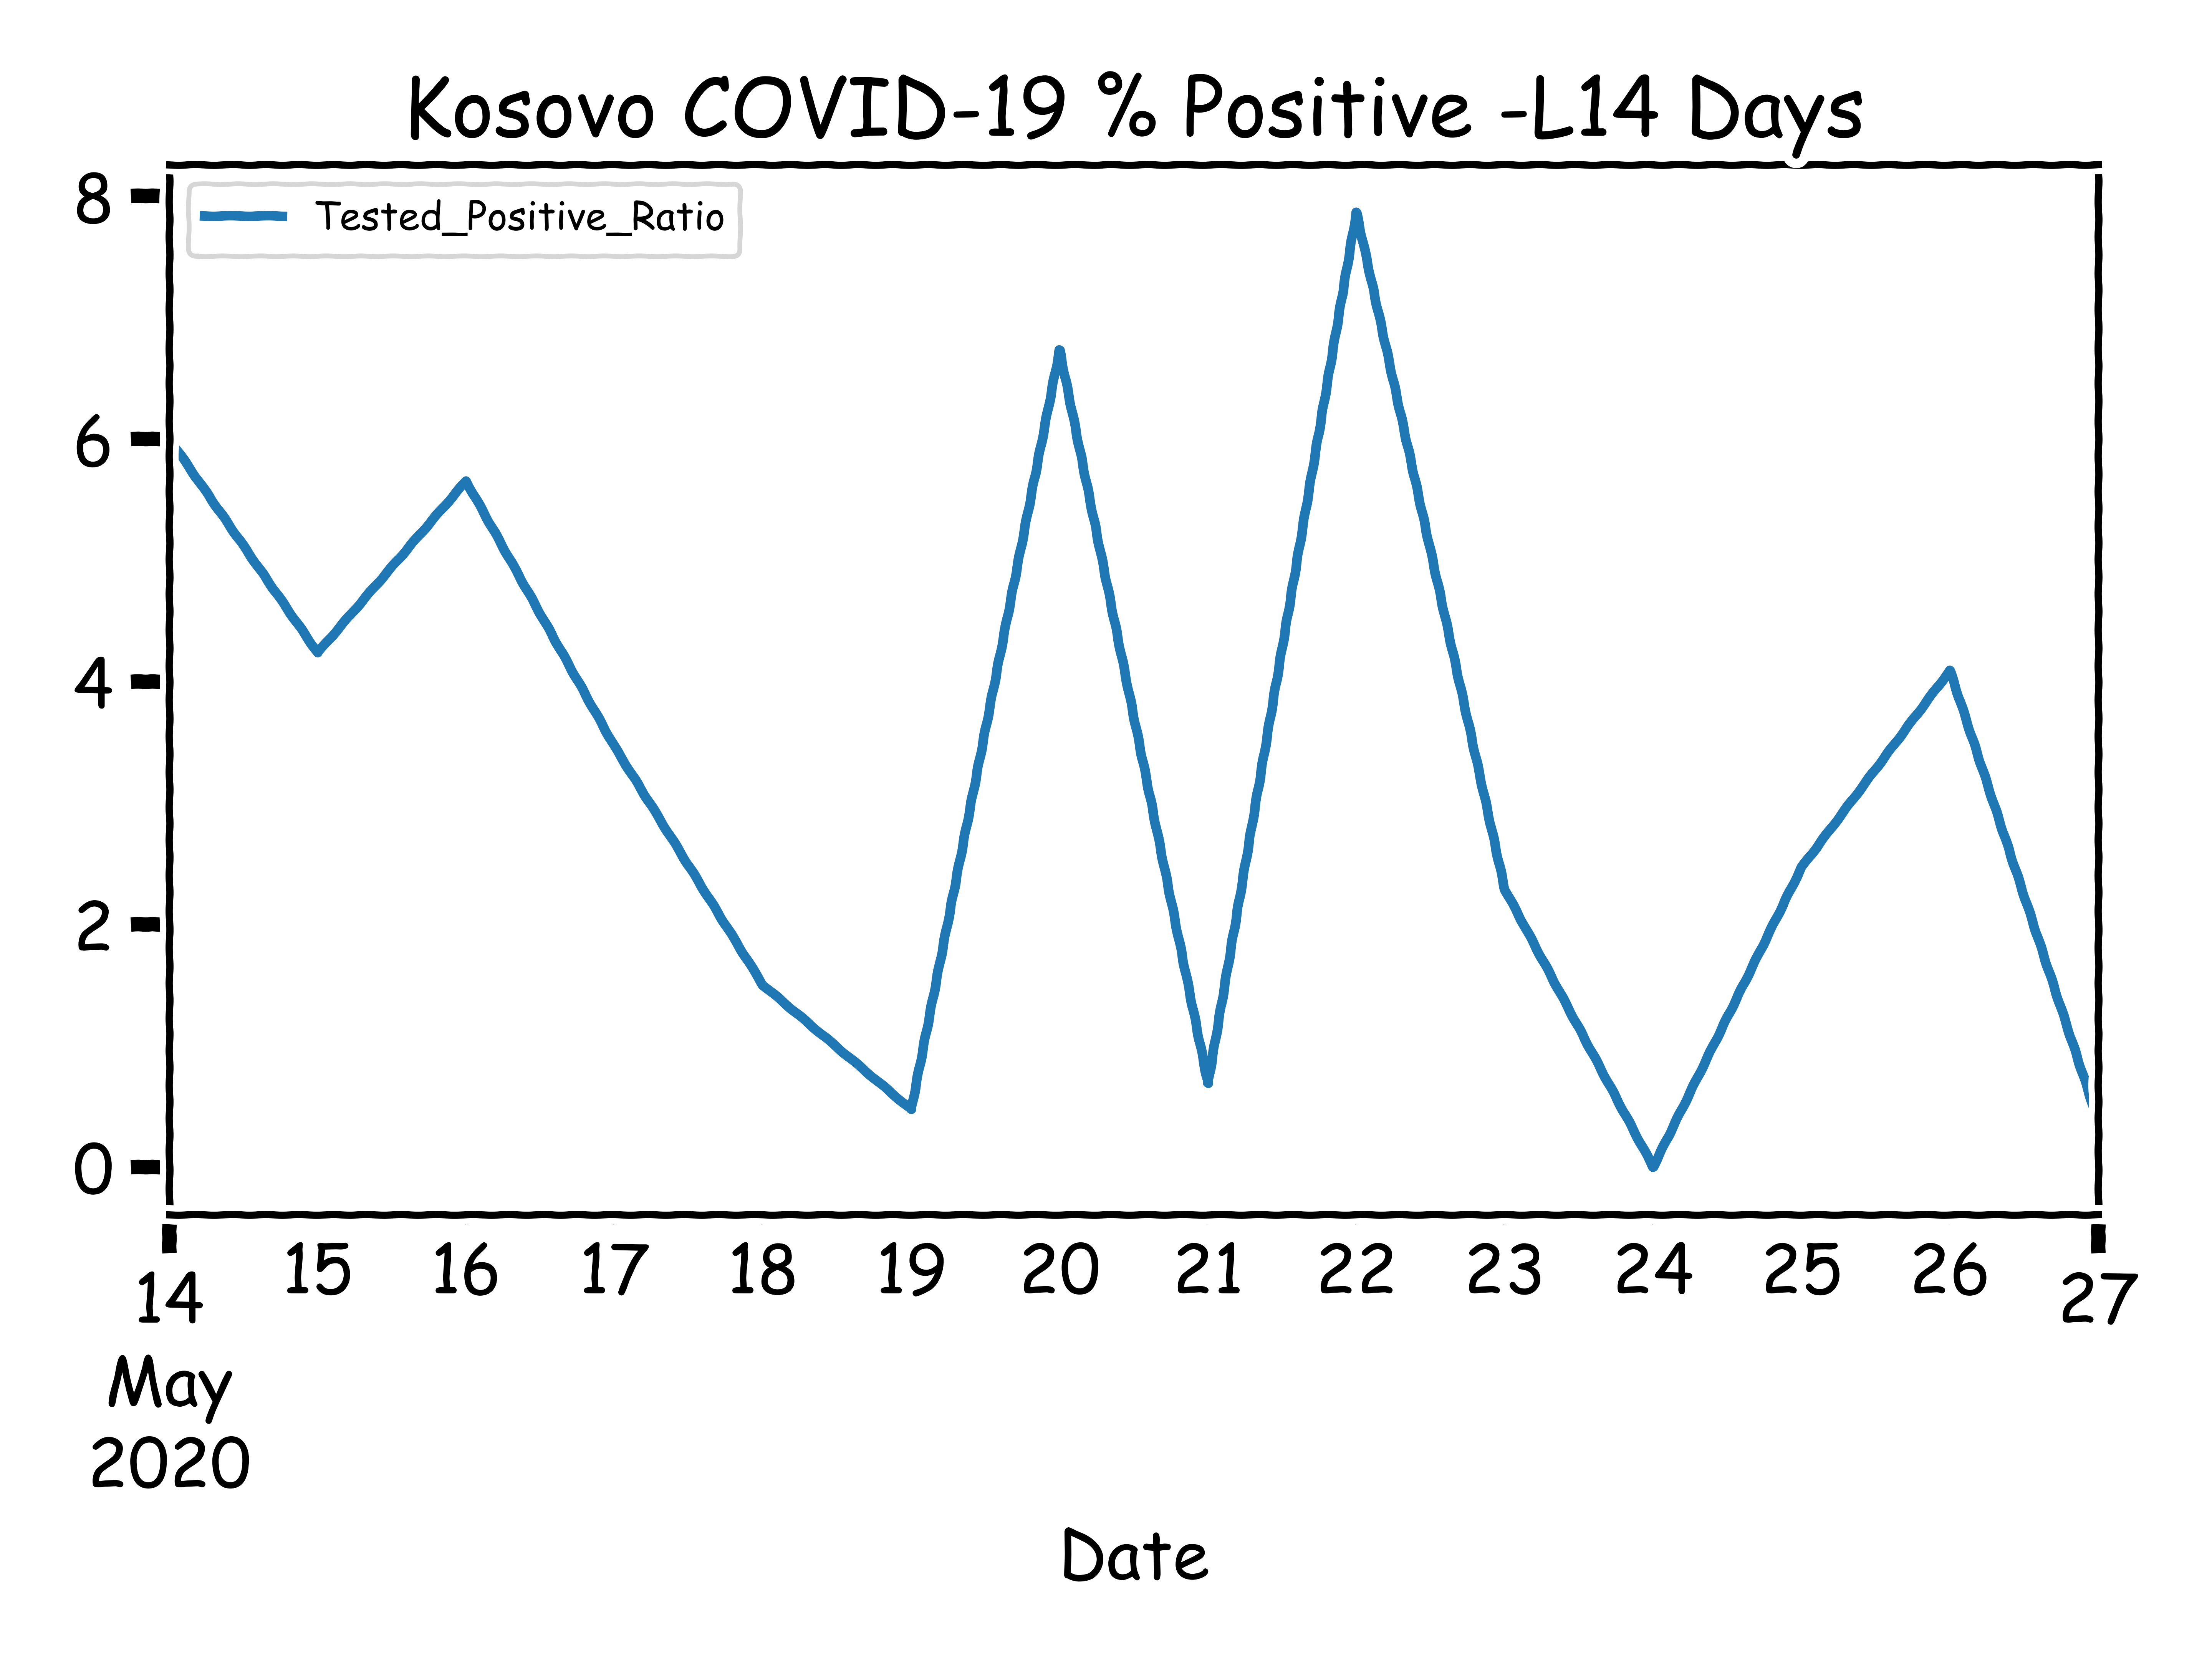 Kosovo COVID-19 % Positive -L14 Days
Tested_Positive_Ratio
8
6
4
2
0
14 15 16 17 18 19 20 21 22 23 24 25 26 27
May
2020
Date